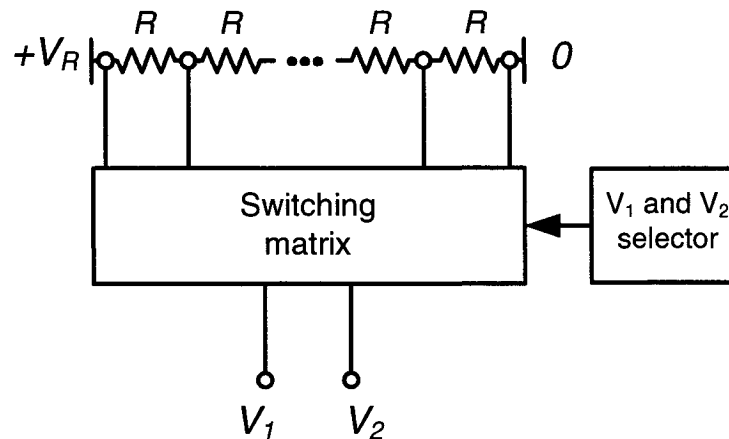 +V_R R R ••• R R 0
Switching
matrix
V₁ and V₂
selector
V₁ V₂